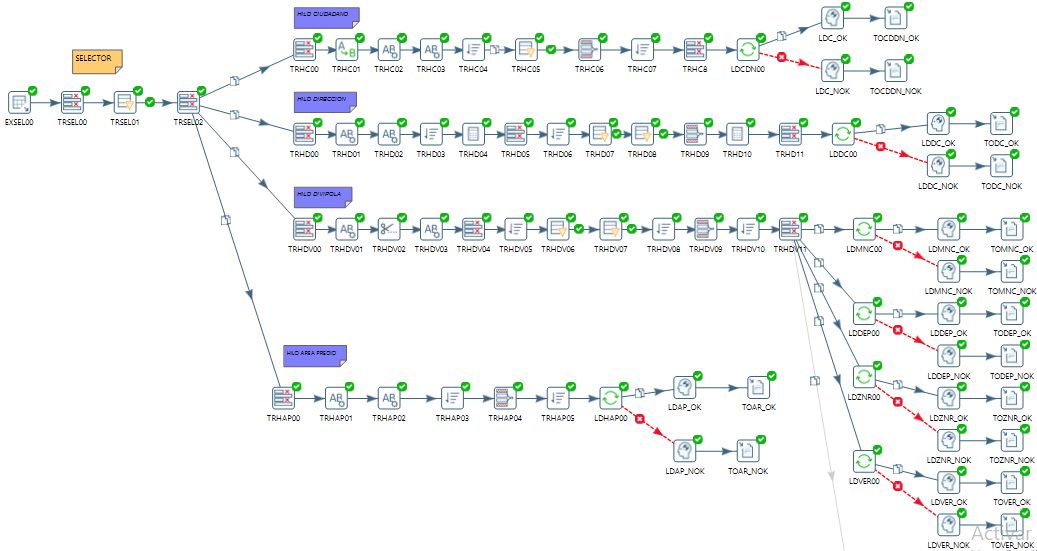 HILO CIUDADANO
LDC_OK
TOCDDN_OK
SELECTOR
TRHC00
TRHC01
TRHC02
TRHC03
TRHC04
TRHC05
TRHC06
TRHC07
TRHC8
LDCDN00
LDC_NOK
TOCDDN_NOK
HILO DIRECCION
EXSEL00
TRSEL00
TRSEL01
TRSEL02
TRHD00
TRHD01
TRHD02
TRHD03
TRHD04
TRHD05
TRHD06
TRHD07
TRHD08
TRHD09
TRHD10
TRHD11
LDDC00
LDDC_OK
TODC_OK
LDDC_NOK
TODC_NOK
HILO DIVIPOLA
TRHDV00
TRHDV01
TRHDV02
TRHDV03
TRHDV04
TRHDV05
TRHDV06
TRHDV07
TRHDV08
TRHDV09
TRHDV10
TRHDV11
LDMNC00
LDMNC_OK
TOMNC_OK
LDMNC_NOK
TOMNC_NOK
LDDEP00
LDDEP_OK
TODEP_OK
HILO AREA PREDIO
LDDEP_NOK
TODEP_NOK
LDZNR00
LDZNR_OK
TOZNR_OK
TRHAP00
TRHAP01
TRHAP02
TRHAP03
TRHAP04
TRHAP05
LDHAP00
LDAP_OK
TOAR_OK
LDZNR_NOK
TOZNR_NOK
LDAP_NOK
TOAR_NOK
LDVER00
LDVER_OK
TOVER_OK
Activar
LDVER_NOK
TOVER_NOK